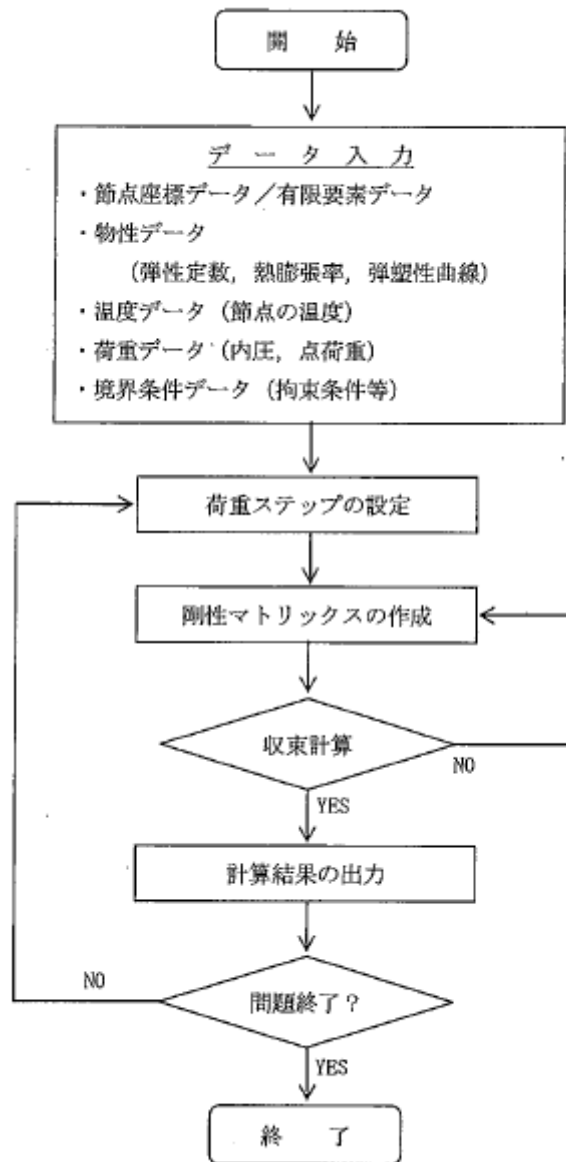 開　始
データ入力
・節点座標データ／有限要素データ
・物性データ
（弾性定数，熱膨張率，弾塑性曲線）
・温度データ（節点の温度）
・荷重データ（内圧，点荷重）
・境界条件データ（拘束条件等）
荷重ステップの設定
剛性マトリックスの作成
収束計算
NO
YES
計算結果の出力
NO
問題終了？
YES
終　了